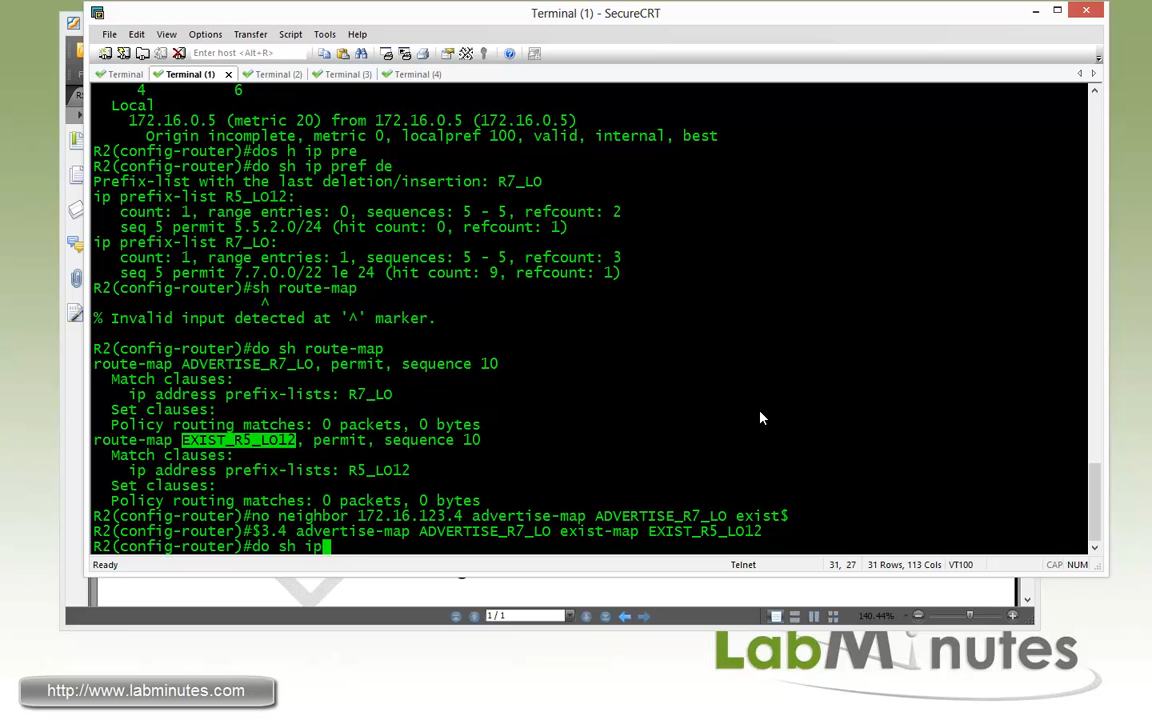 Terminal (1) - SecureCRT
File Edit View Options Transfer Script Tools Help
Enter host <Alt+R>
Terminal Terminal (1) Terminal (2) Terminal (3) Terminal (4)
4 6
Local
172.16.0.5 (metric 20) from 172.16.0.5 (172.16.0.5)
Origin incomplete, metric 0, localpref 100, valid, internal, best
R2(config-router)#dos h ip pre
R2(config-router)#do sh ip pref de
Prefix-list with the last deletion/insertion: R7_LO
ip prefix-list R5_LO12:
count: 1, range entries: 0, sequences: 5 - 5, refcount: 2
seq 5 permit 5.5.2.0/24 (hit count: 0, refcount: 1)
ip prefix-list R7_LO:
count: 1, range entries: 1, sequences: 5 - 5, refcount: 3
seq 5 permit 7.7.0.0/22 le 24 (hit count: 9, refcount: 1)
R2(config-router)#sh route-map
^
% Invalid input detected at '^' marker.
R2(config-router)#do sh route-map
route-map ADVERTISE_R7_LO, permit, sequence 10
Match clauses:
ip address prefix-lists: R7_LO
Set clauses:
Policy routing matches: 0 packets, 0 bytes
route-map EXIST_R5_LO12, permit, sequence 10
Match clauses:
ip address prefix-lists: R5_LO12
Set clauses:
Policy routing matches: 0 packets, 0 bytes
R2(config-router)#no neighbor 172.16.123.4 advertise-map ADVERTISE_R7_LO exist$
R2(config-router)#$3.4 advertise-map ADVERTISE_R7_LO exist-map EXIST_R5_LO12
R2(config-router)#do sh ip
Ready Telnet 31, 27 31 Rows, 113 Cols VT100 CAP NUM
1 / 1 140.44%
LabMinutes
http://www.labminutes.com